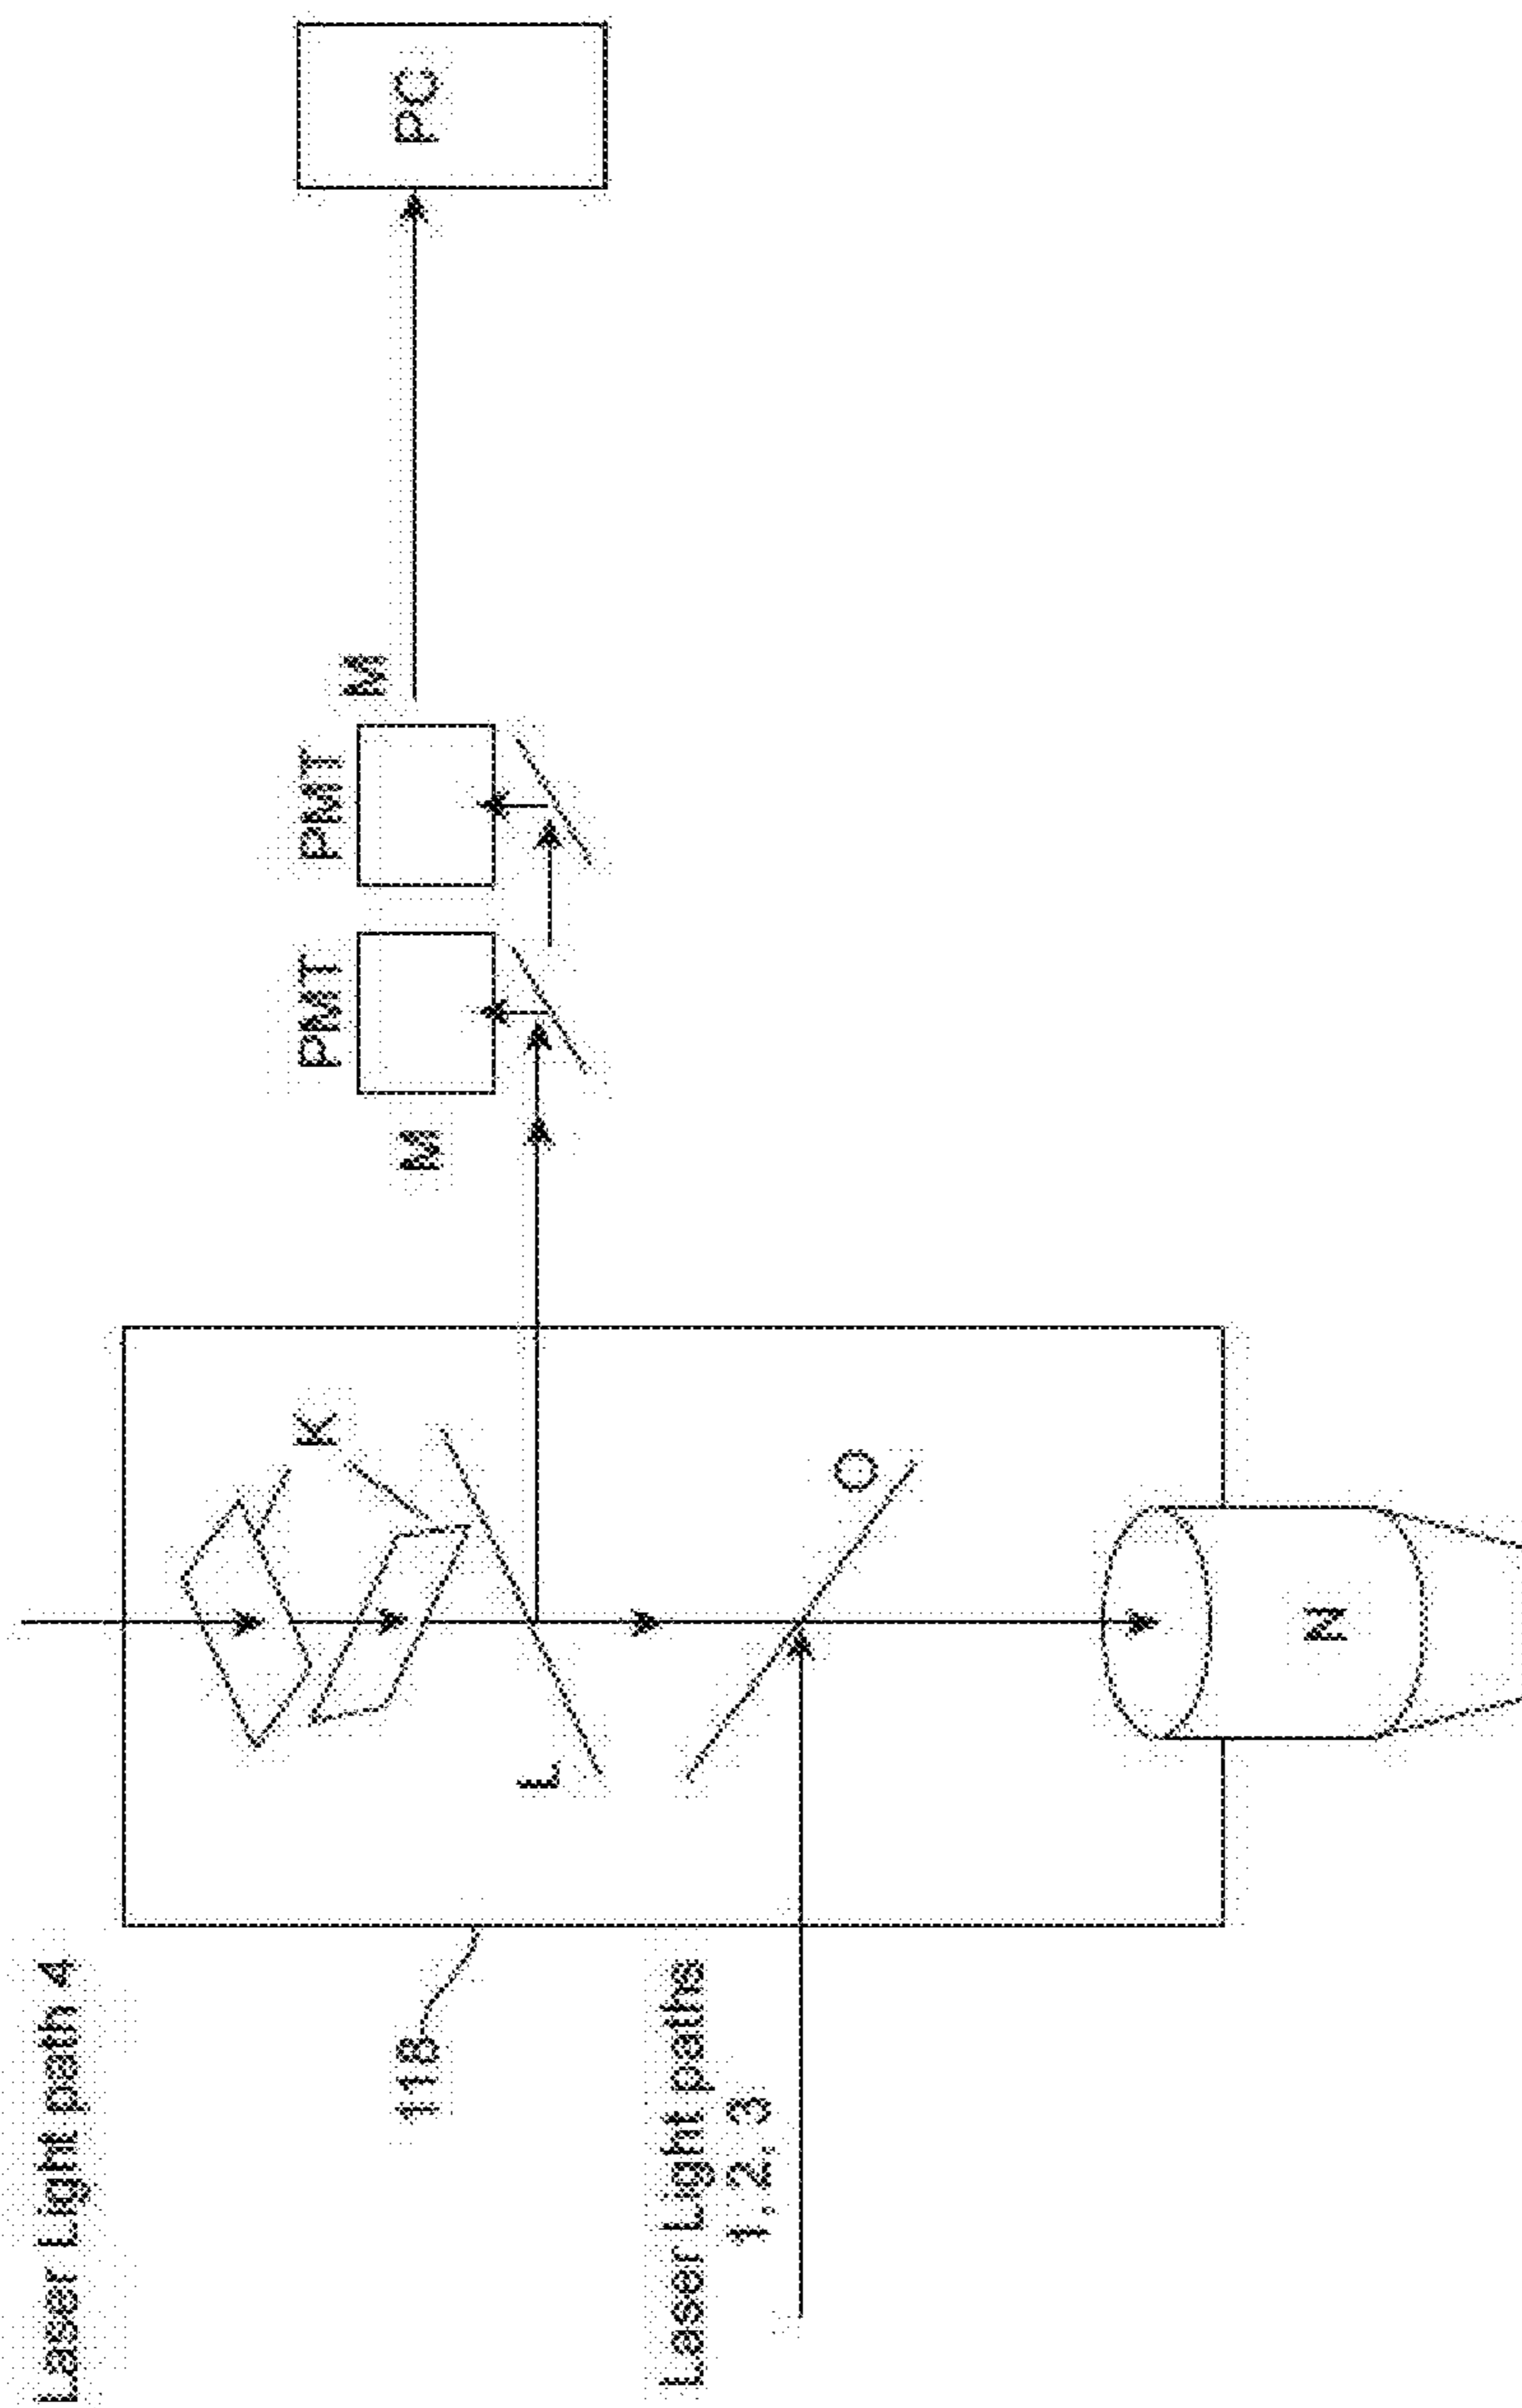 Laser Light path 4
118
Laser Light paths
1, 2, 3
K
L
O
N
M
PMT
PMT
M
PC